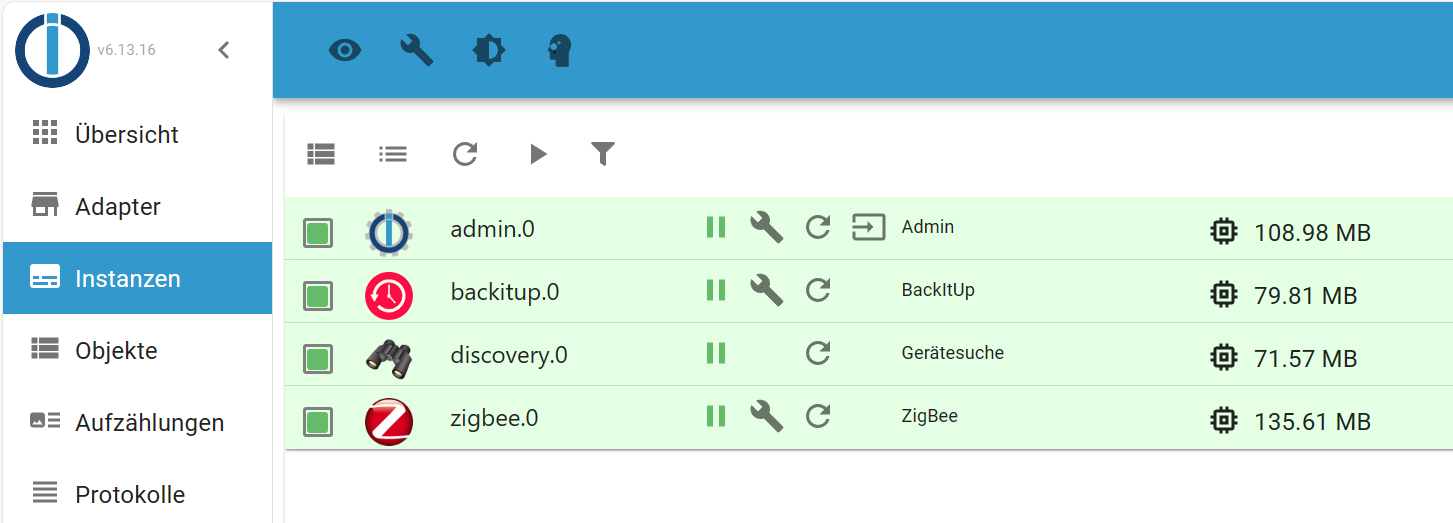 v6.13.16
Übersicht
Adapter
Instanzen
Objekte
Aufzählungen
Protokolle
admin.0 Admin 108.98 MB
backitup.0 BackItUp 79.81 MB
discovery.0 Gerätesuche 71.57 MB
zigbee.0 ZigBee 135.61 MB